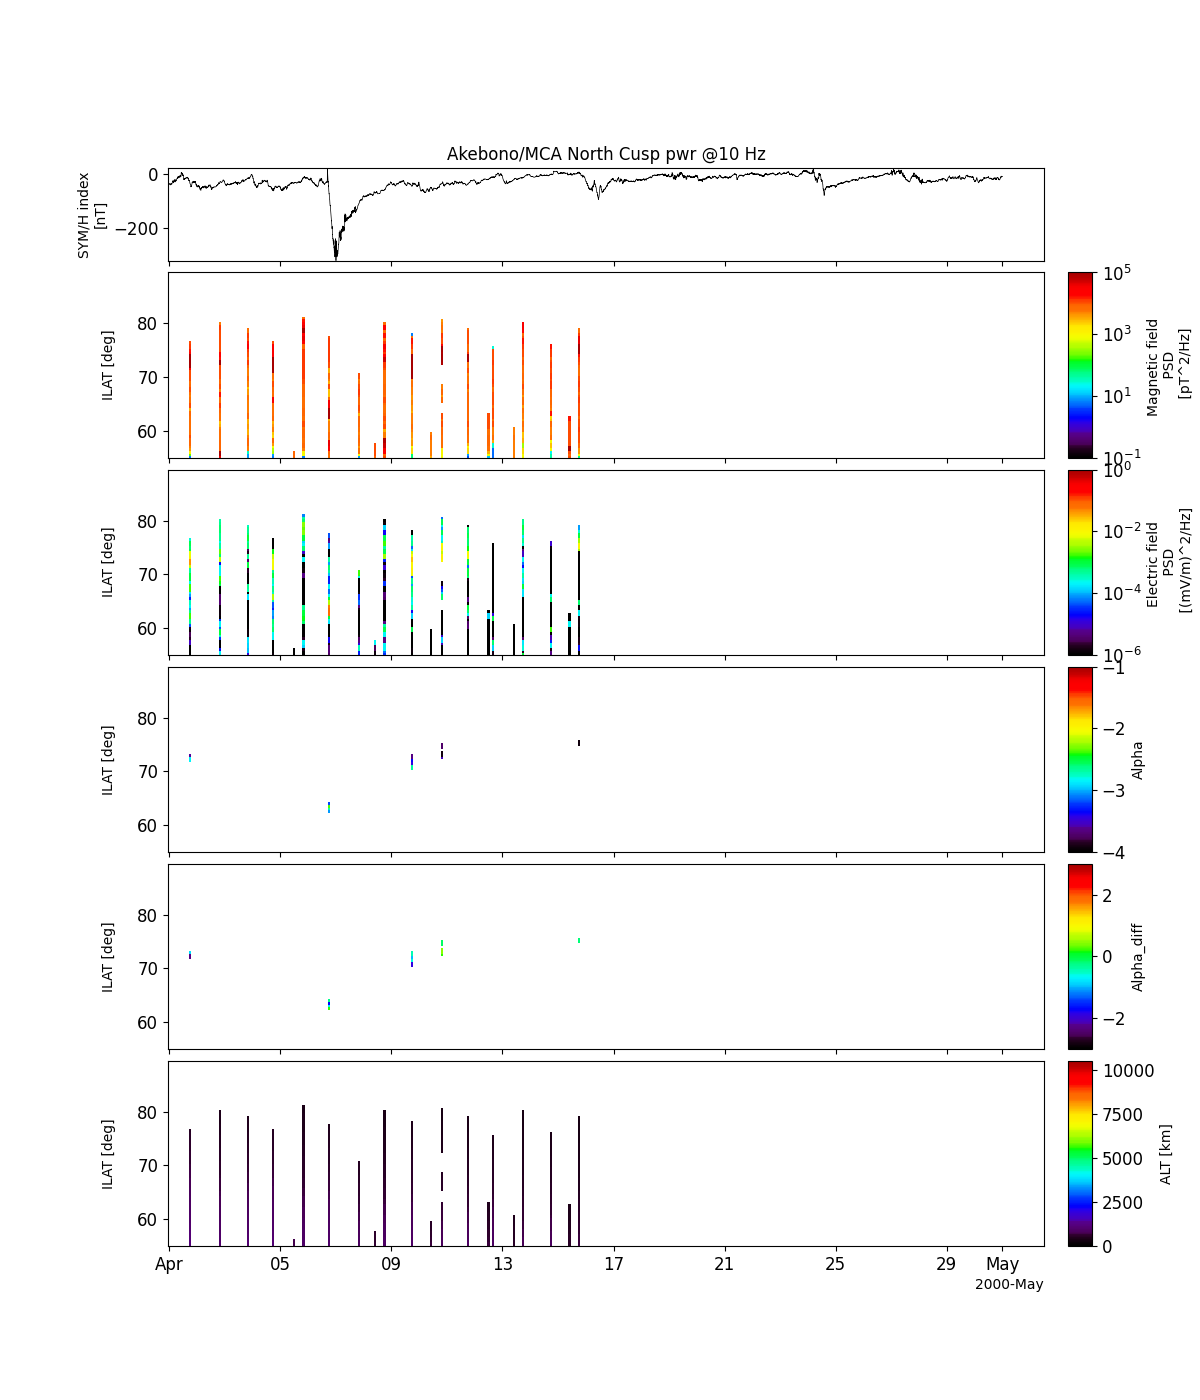 Akebono/MCA North Cusp pwr @10 Hz
SYM/H index
[nT]
0
−200
ILAT [deg]
80
70
60
10^5
10^3
10^1
10^−1
Magnetic field
PSD
[pT^2/Hz]
ILAT [deg]
80
70
60
10^0
10^−2
10^−4
10^−6
Electric field
PSD
[(mV/m)^2/Hz]
ILAT [deg]
80
70
60
−1
−2
−3
−4
Alpha
ILAT [deg]
80
70
60
2
0
−2
Alpha_diff
ILAT [deg]
80
70
60
10000
7500
5000
2500
0
ALT [km]
Apr 05 09 13 17 21 25 29 May
2000-May